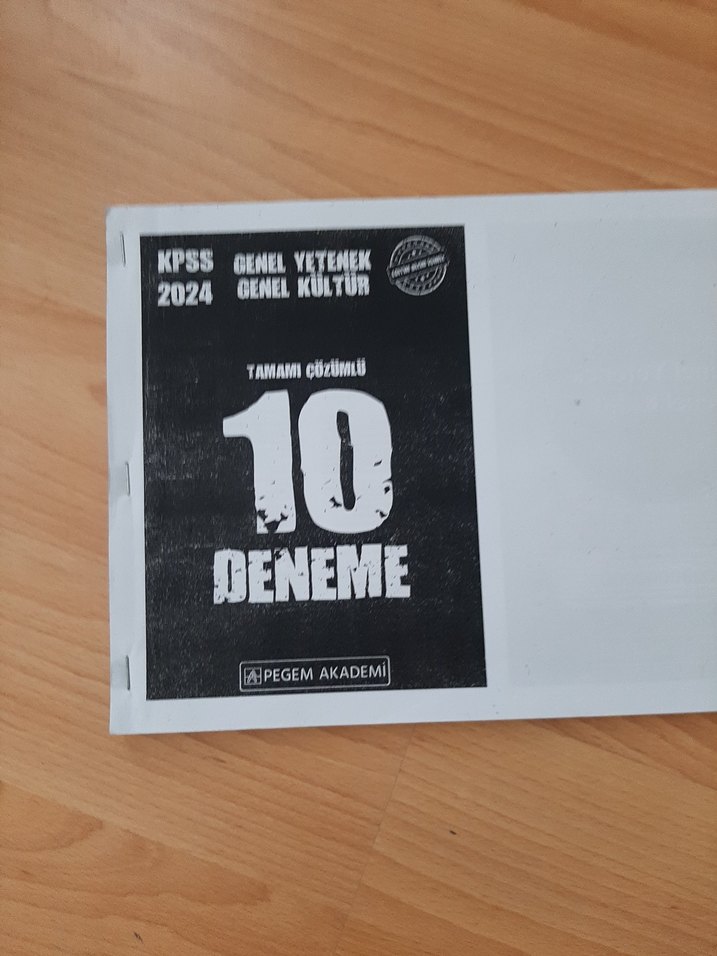 KPSS GENEL YETENEK
2024 GENEL KÜLTÜR
TAMAMI ÇÖZÜMLÜ
10
DENEME
PEGEM AKADEMİ